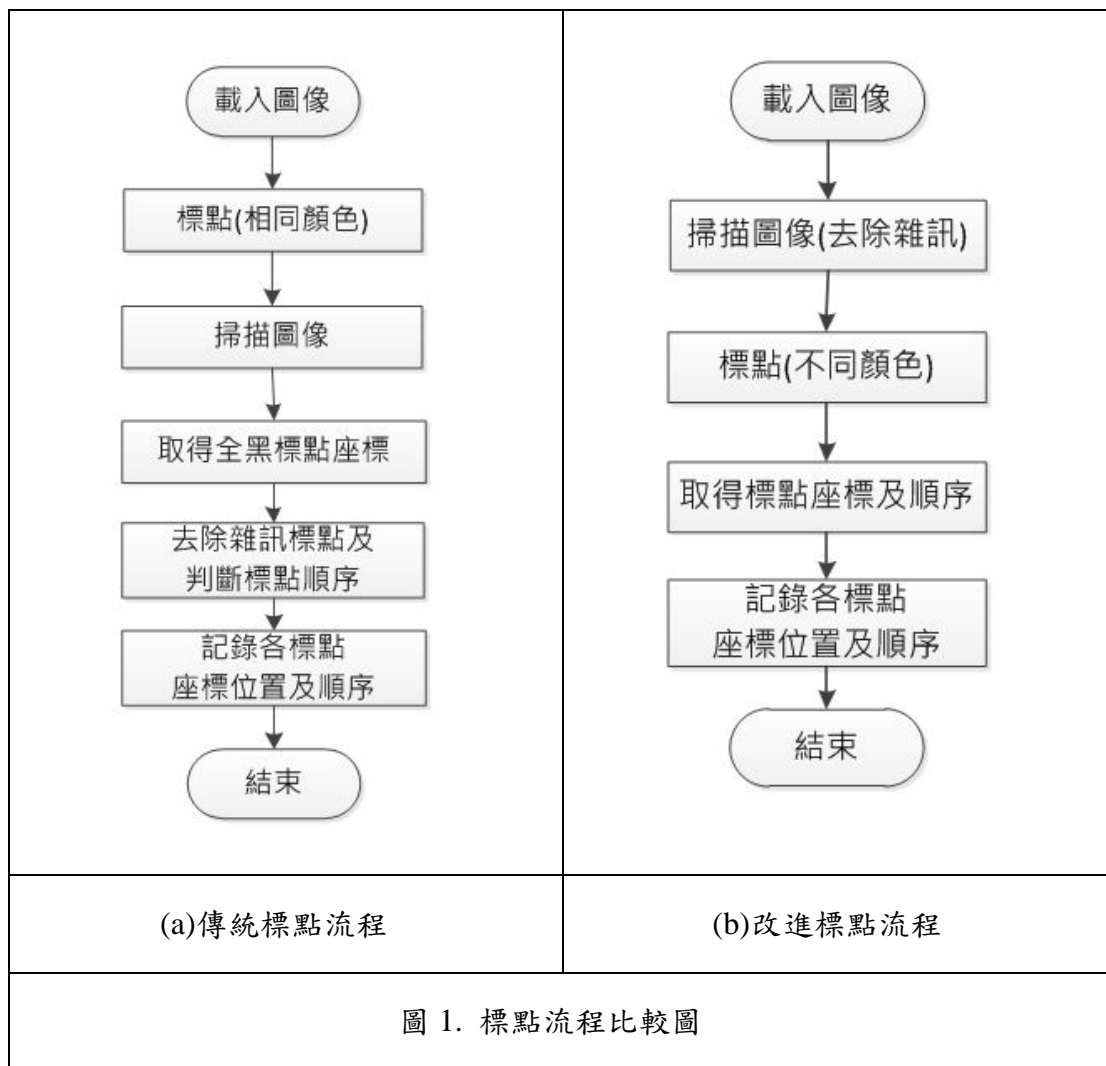 載入圖像
標點(相同顏色)
掃描圖像
取得全黑標點座標
去除雜訊標點及
判斷標點順序
記錄各標點
座標位置及順序
結束
載入圖像
掃描圖像(去除雜訊)
標點(不同顏色)
取得標點座標及順序
記錄各標點
座標位置及順序
結束
(a)傳統標點流程
(b)改進標點流程
圖 1. 標點流程比較圖